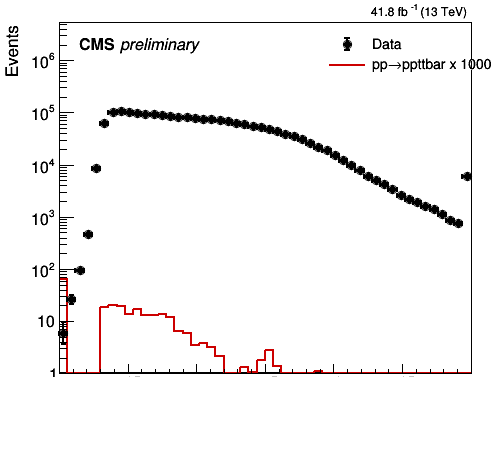 41.8 fb⁻¹ (13 TeV)
Events
CMS preliminary
Data
pp→ppttbar x 1000
10⁶
10⁵
10⁴
10³
10²
10
1